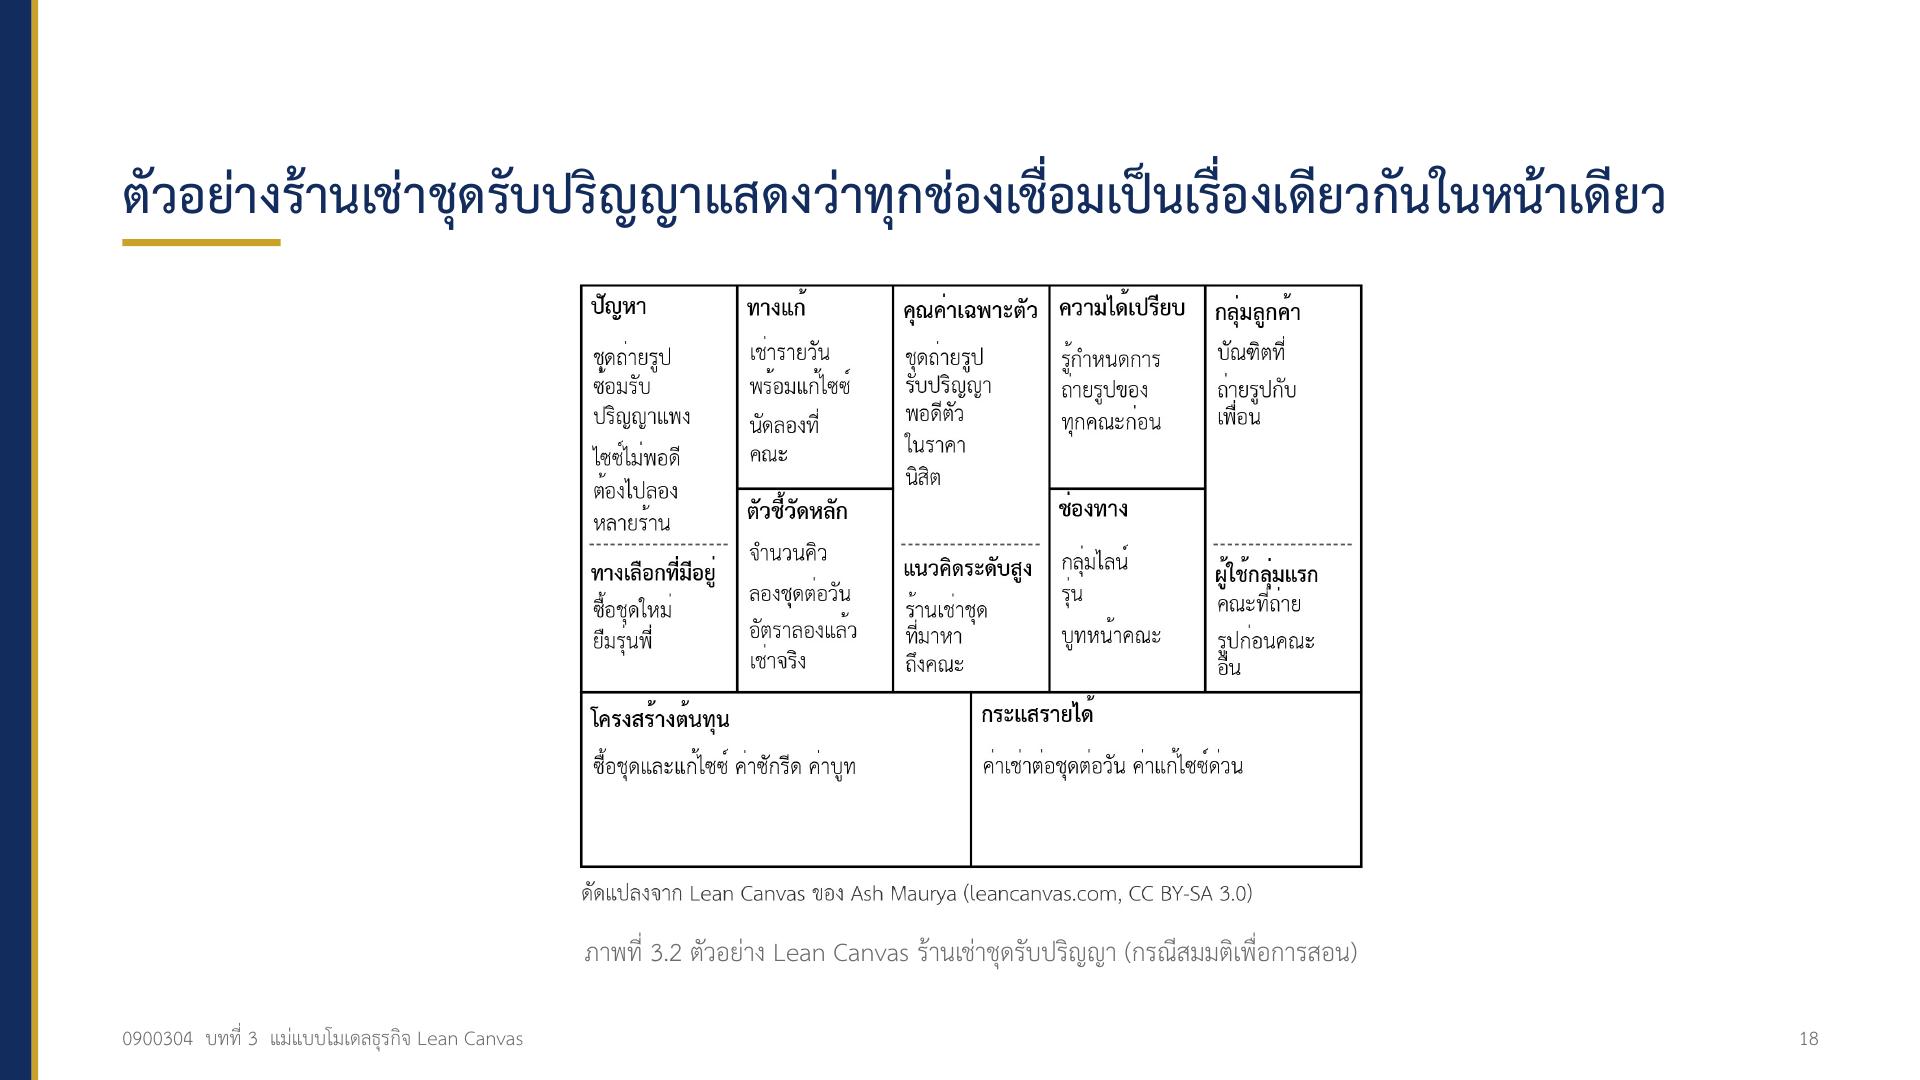 ตัวอย่างร้านเช่าชุดรับปริญญาแสดงว่าทุกช่องเชื่อมเป็นเรื่องเดียวกันในหน้าเดียว
ปัญหา
ชุดถ่ายรูป
ซ้อมรับ
ปริญญาแพง
ไซซ์ไม่พอดี
ต้องไปลอง
หลายร้าน
ทางเลือกที่มีอยู่
ซื้อชุดใหม่
ยืมรุ่นพี่
ทางแก้
เช่ารายวัน
พร้อมแก้ไซซ์
นัดลองที่
คณะ
ตัวชี้วัดหลัก
จำนวนคิว
ลองชุดต่อวัน
อัตราลองแล้ว
เช่าจริง
คุณค่าเฉพาะตัว
ชุดถ่ายรูป
รับปริญญา
พอดีตัว
ในราคา
นิสิต
แนวคิดระดับสูง
ร้านเช่าชุด
ที่มาหา
ถึงคณะ
ความได้เปรียบ
รู้กำหนดการ
ถ่ายรูปของ
ทุกคณะก่อน
ช่องทาง
กลุ่มไลน์
รุ่น
บูทหน้าคณะ
กลุ่มลูกค้า
บัณฑิตที่
ถ่ายรูปกับ
เพื่อน
ผู้ใช้กลุ่มแรก
คณะที่ถ่าย
รูปก่อนคณะ
อื่น
โครงสร้างต้นทุน
ซื้อชุดและแก้ไซซ์ ค่าซักรีด ค่าบูท
กระแสรายได้
ค่าเช่าต่อชุดต่อวัน ค่าแก้ไซซ์ด่วน
ดัดแปลงจาก Lean Canvas ของ Ash Maurya (leancanvas.com, CC BY-SA 3.0)
ภาพที่ 3.2 ตัวอย่าง Lean Canvas ร้านเช่าชุดรับปริญญา (กรณีสมมติเพื่อการสอน)
0900304 บทที่ 3 แม่แบบโมเดลธุรกิจ Lean Canvas
18